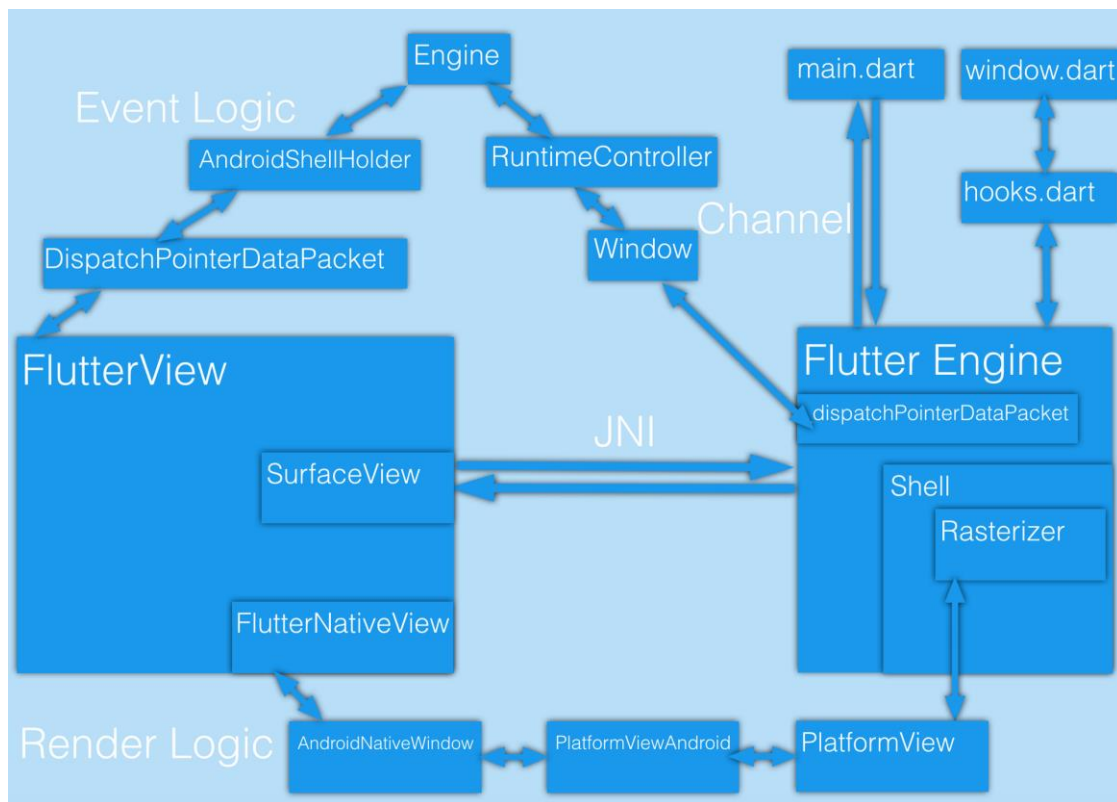 Engine
main.dart
window.dart
Event Logic
AndroidShellHolder
RuntimeController
hooks.dart
Channel
DispatchPointerDataPacket
Window
FlutterView
Flutter Engine
dispatchPointerDataPacket
JNI
SurfaceView
Shell
Rasterizer
FlutterNativeView
Render Logic
AndroidNativeWindow
PlatformViewAndroid
PlatformView